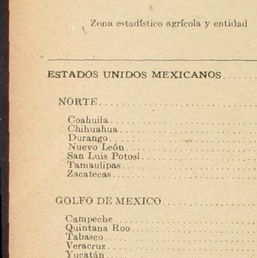 Zona estadístico agrícola y entidad
ESTADOS UNIDOS MEXICANOS
NORTE
Coahuila
Chihuahua
Durango
Nuevo León
San Luis Potosí
Tamaulipas
Zacatecas
GOLFO DE MEXICO
Campeche
Quintana Roo
Tabasco
Veracruz
Yucatán